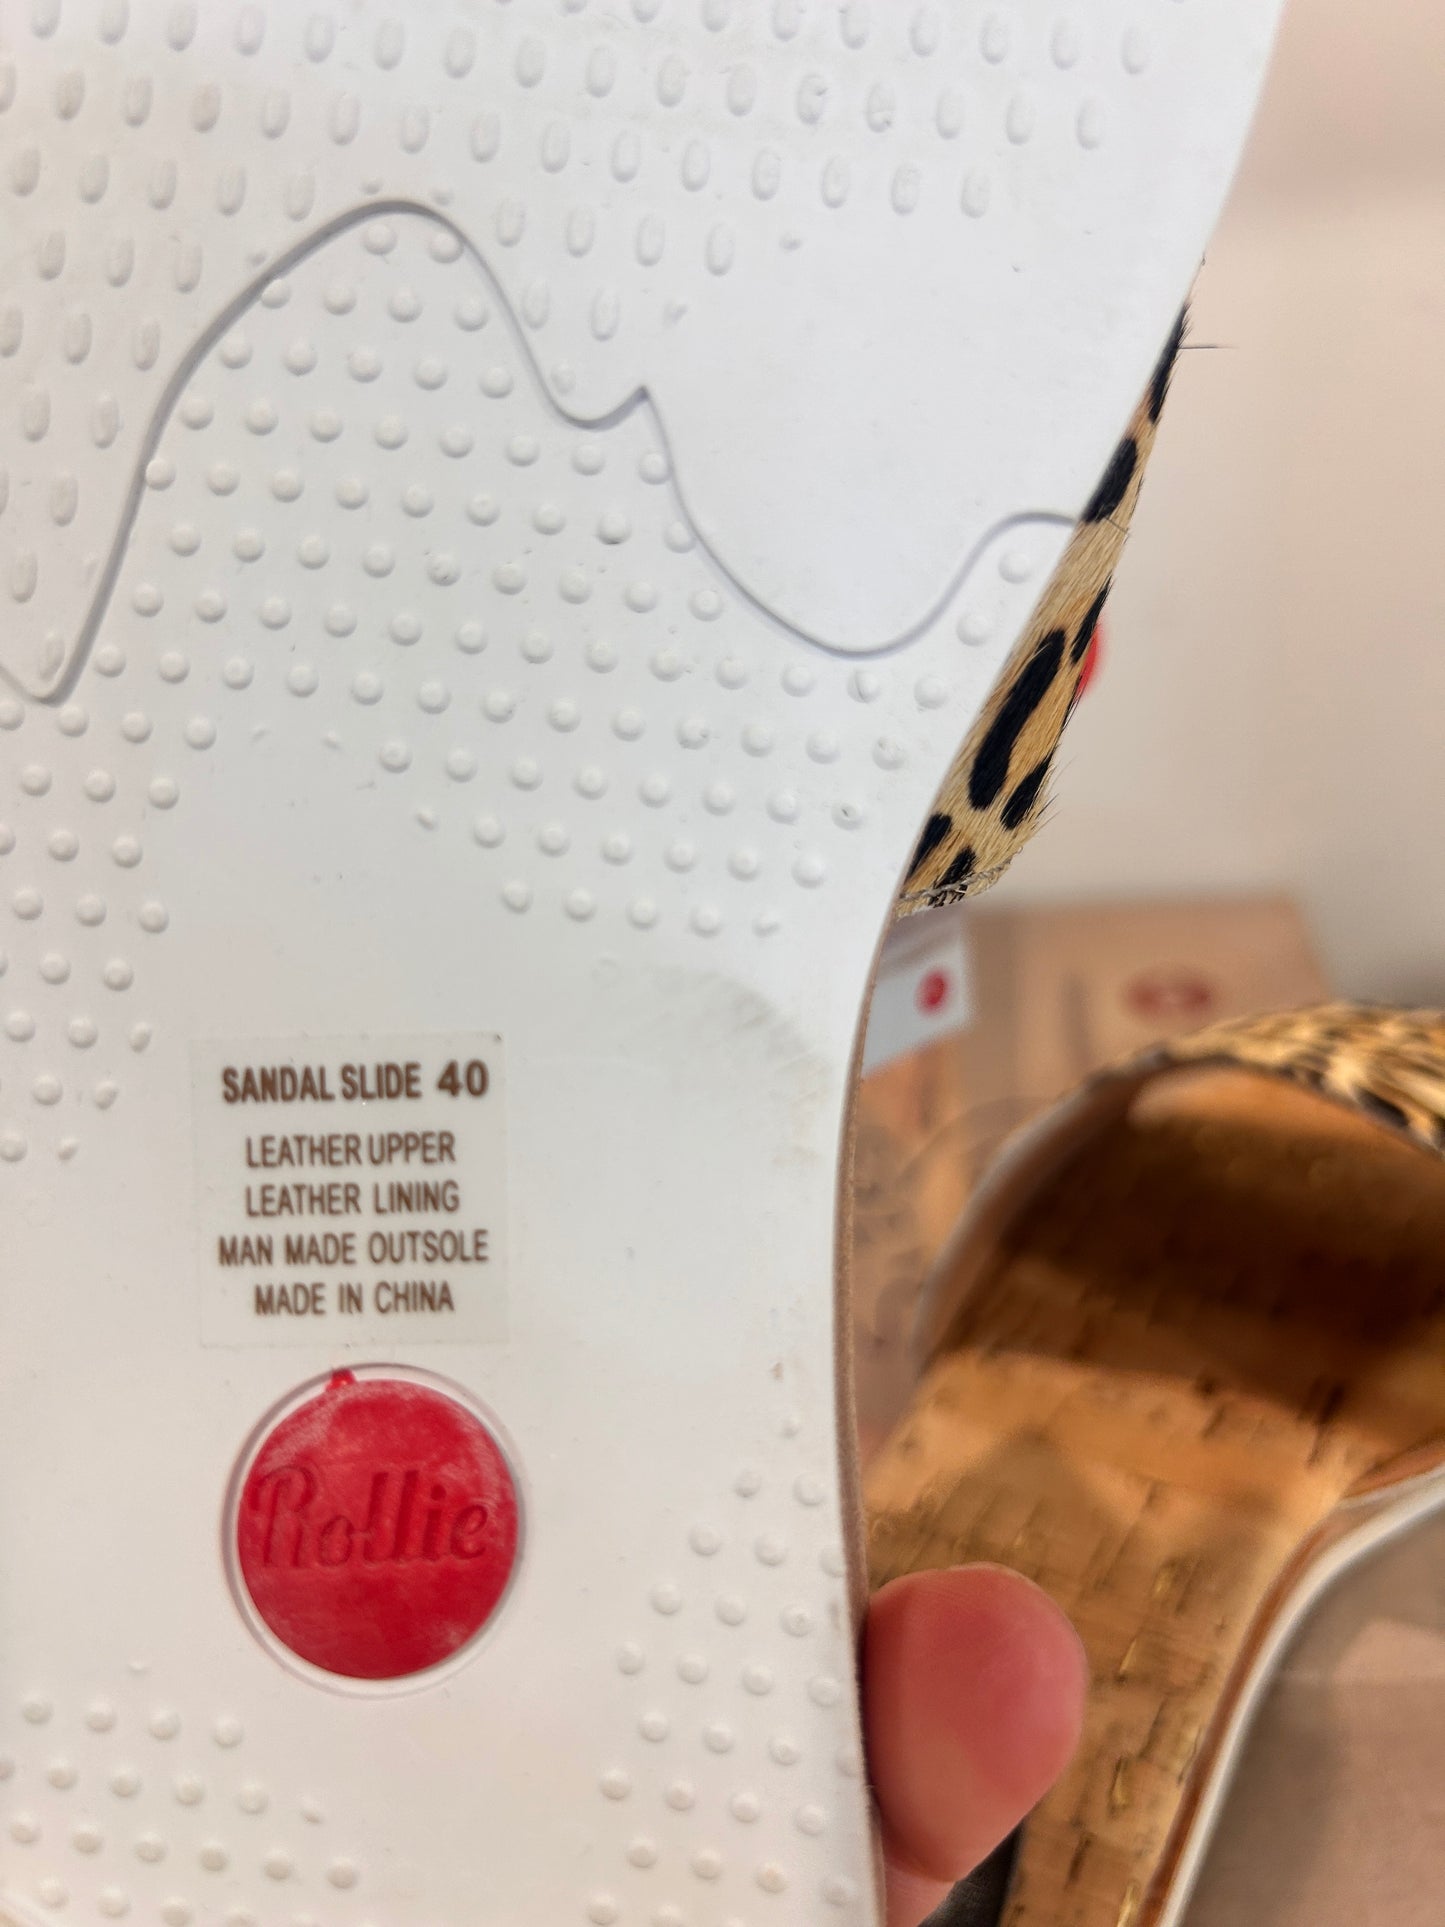 SANDAL SLIDE 40
LEATHER UPPER
LEATHER LINING
MAN MADE OUTSOLE
MADE IN CHINA
Rollie